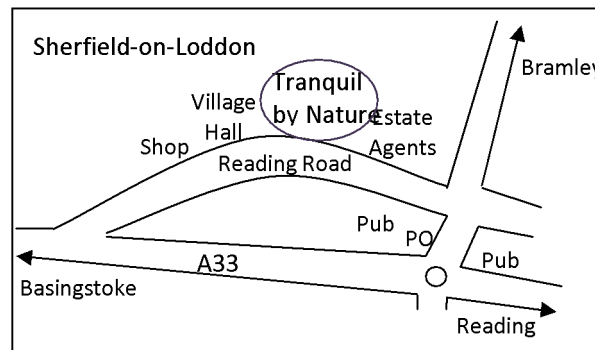 Sherfield-on-Loddon
Bramley
Tranquil
by Nature
Village
Hall
Estate
Agents
Shop
Reading Road
Pub
PO
Pub
A33
Basingstoke
Reading